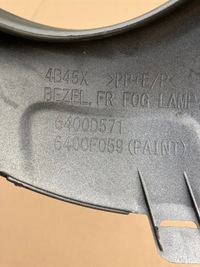 4B45X >PP+E/P<
BEZEL, FR FOG LAMP
6400D571
6400F059 (PAINT)